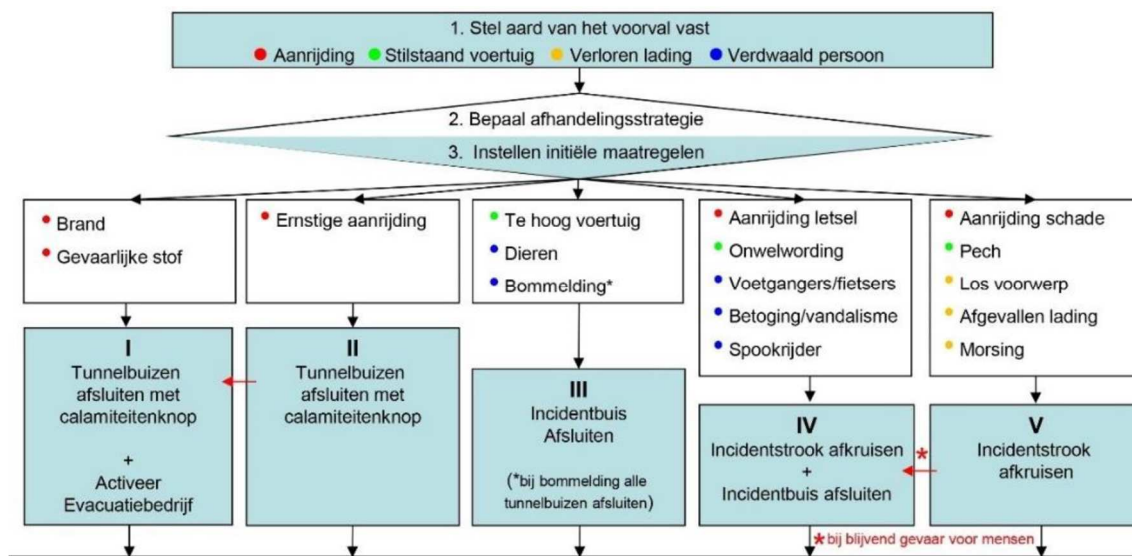 1. Stel aard van het voorval vast
Aanrijding Stilstaand voertuig Verloren lading Verdwaald persoon
2. Bepaal afhandelingsstrategie
3. Instellen initiële maatregelen
Brand
Gevaarlijke stof
Ernstige aanrijding
Te hoog voertuig
Dieren
Bommelding*
Aanrijding letsel
Onwelwording
Voetgangers/fietsers
Betoging/vandalisme
Spookrijder
Aanrijding schade
Pech
Los voorwerp
Afgevallen lading
Morsing
I
Tunnelbuizen
afsluiten met
calamiteitenknop
+
Activeer
Evacuatiebedrijf
II
Tunnelbuizen
afsluiten met
calamiteitenknop
III
Incidentbuis
Afsluiten
(*bij bommelding alle
tunnelbuizen afsluiten)
IV
Incidentstrook afkruisen
+
Incidentbuis afsluiten
*
V
Incidentstrook
afkruisen
* bij blijvend gevaar voor mensen